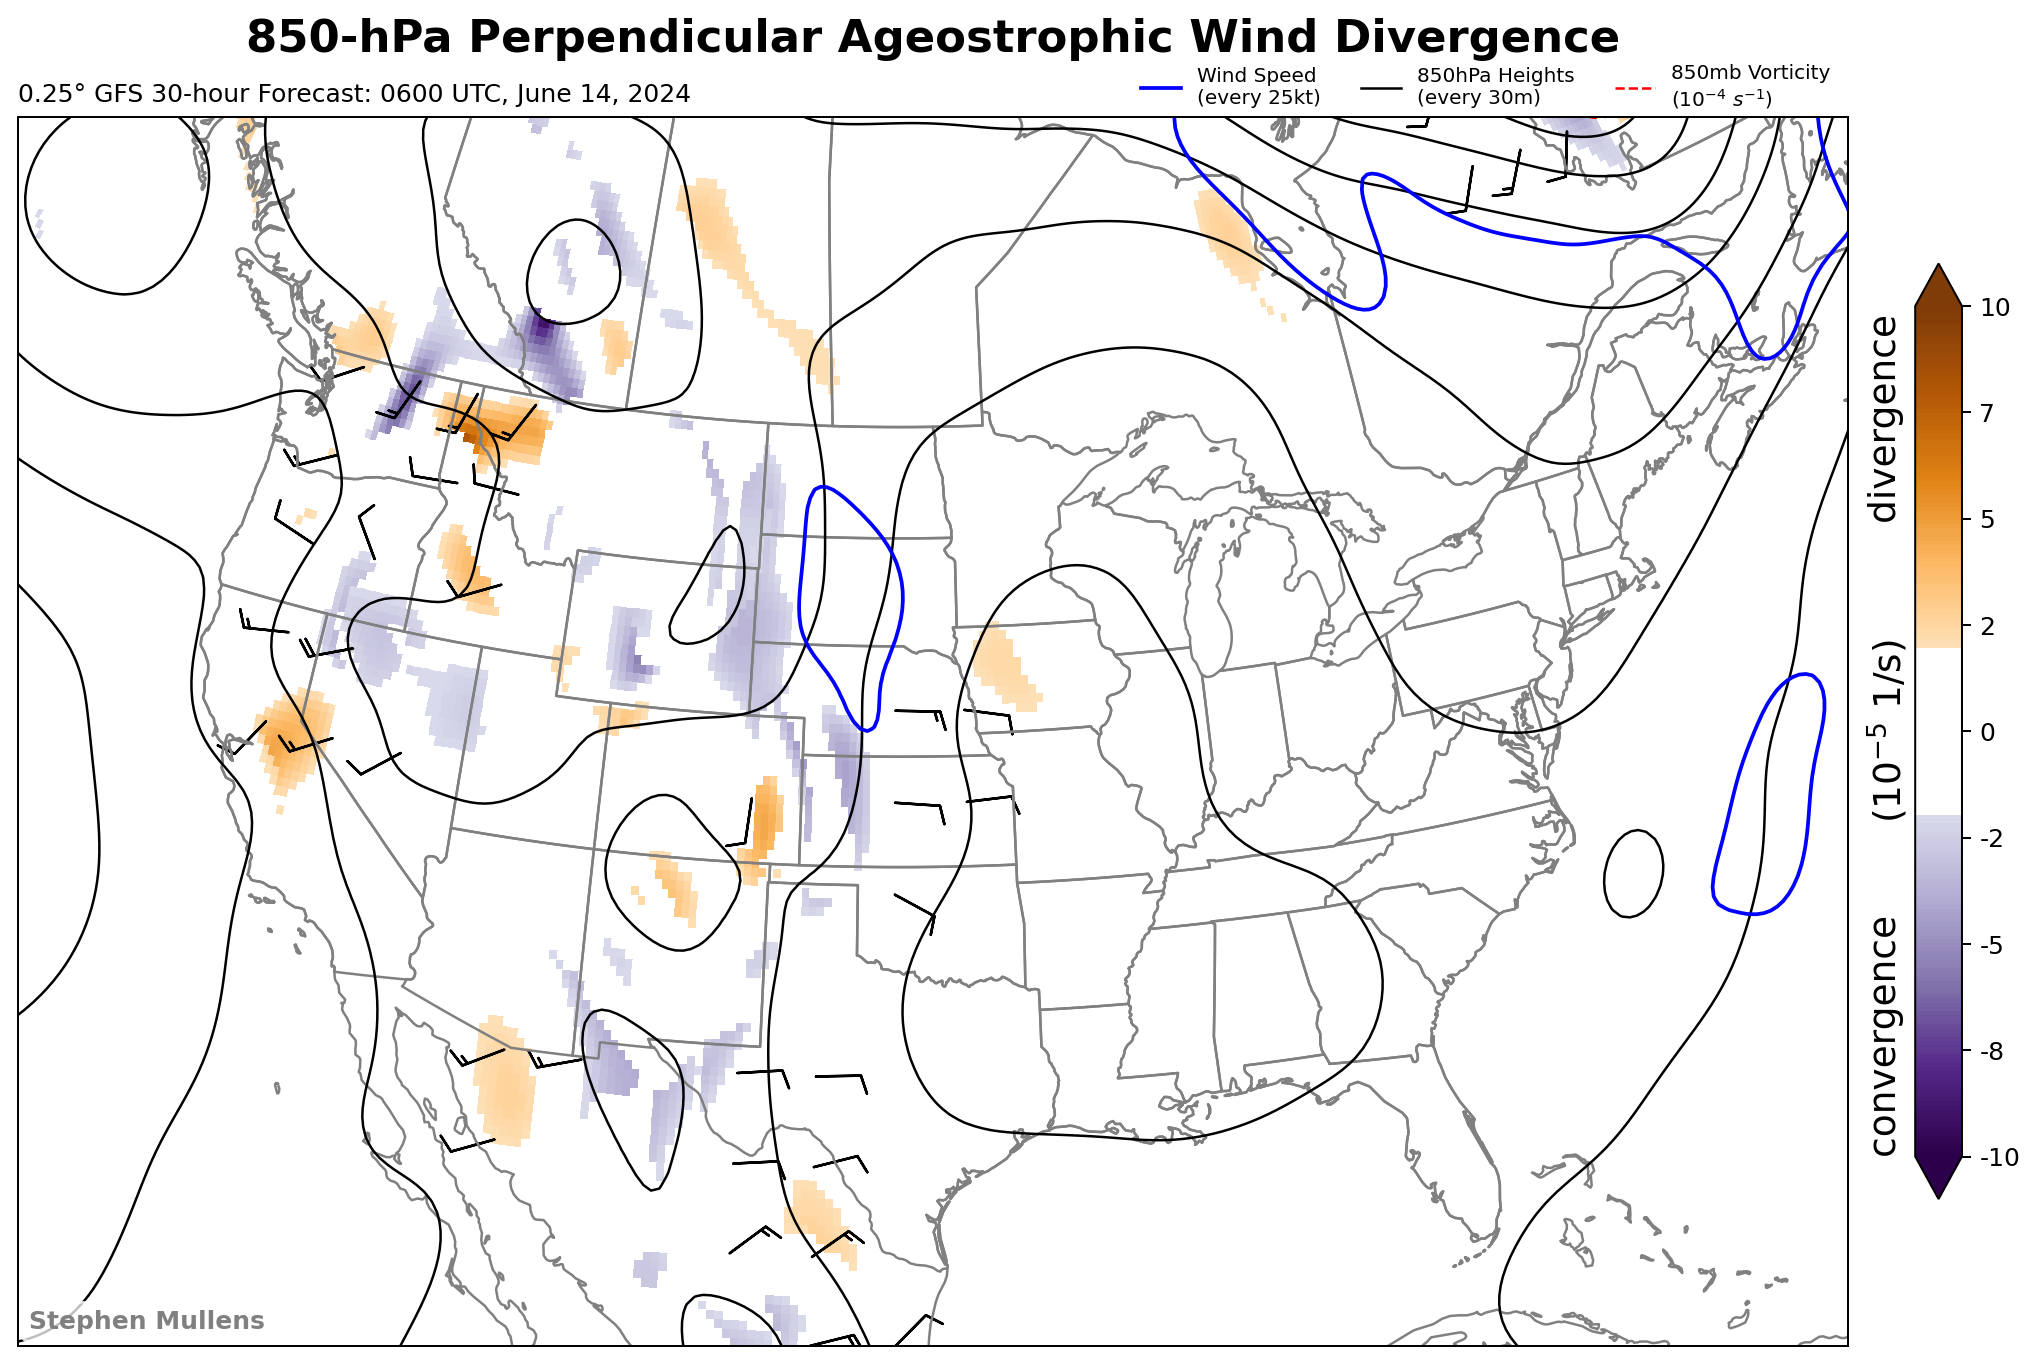 850-hPa Perpendicular Ageostrophic Wind Divergence
0.25° GFS 30-hour Forecast: 0600 UTC, June 14, 2024
Wind Speed
(every 25kt)
850hPa Heights
(every 30m)
850mb Vorticity
(10⁻⁴ s⁻¹)
10
7
5
2
0
-2
-5
-8
-10
convergence (10⁻⁵ 1/s) divergence
Stephen Mullens